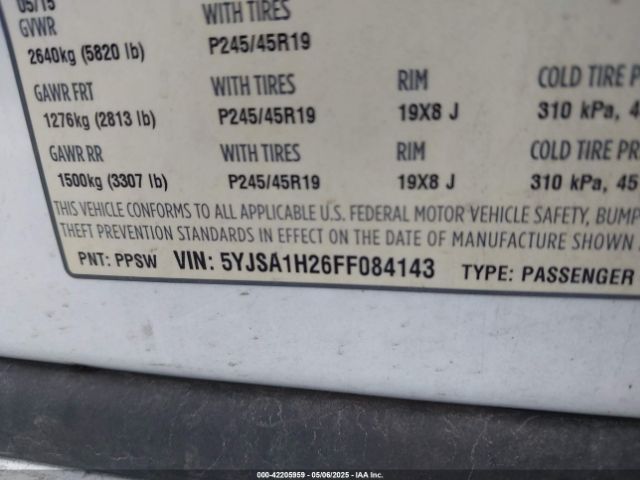 05/15
GVWR WITH TIRES
2640kg (5820 lb) P245/45R19
GAWR FRT WITH TIRES RIM COLD TIRE P
1276kg (2813 lb) P245/45R19 19X8 J 310 kPa, 4
GAWR RR WITH TIRES RIM COLD TIRE PR
1500kg (3307 lb) P245/45R19 19X8 J 310 kPa, 45
THIS VEHICLE CONFORMS TO ALL APPLICABLE U.S. FEDERAL MOTOR VEHICLE SAFETY, BUMP
THEFT PREVENTION STANDARDS IN EFFECT ON THE DATE OF MANUFACTURE SHOWN
PNT: PPSW VIN: 5YJSA1H26FF084143 TYPE: PASSENGER
000-42205959 — 05/06/2025 — IAA Inc.